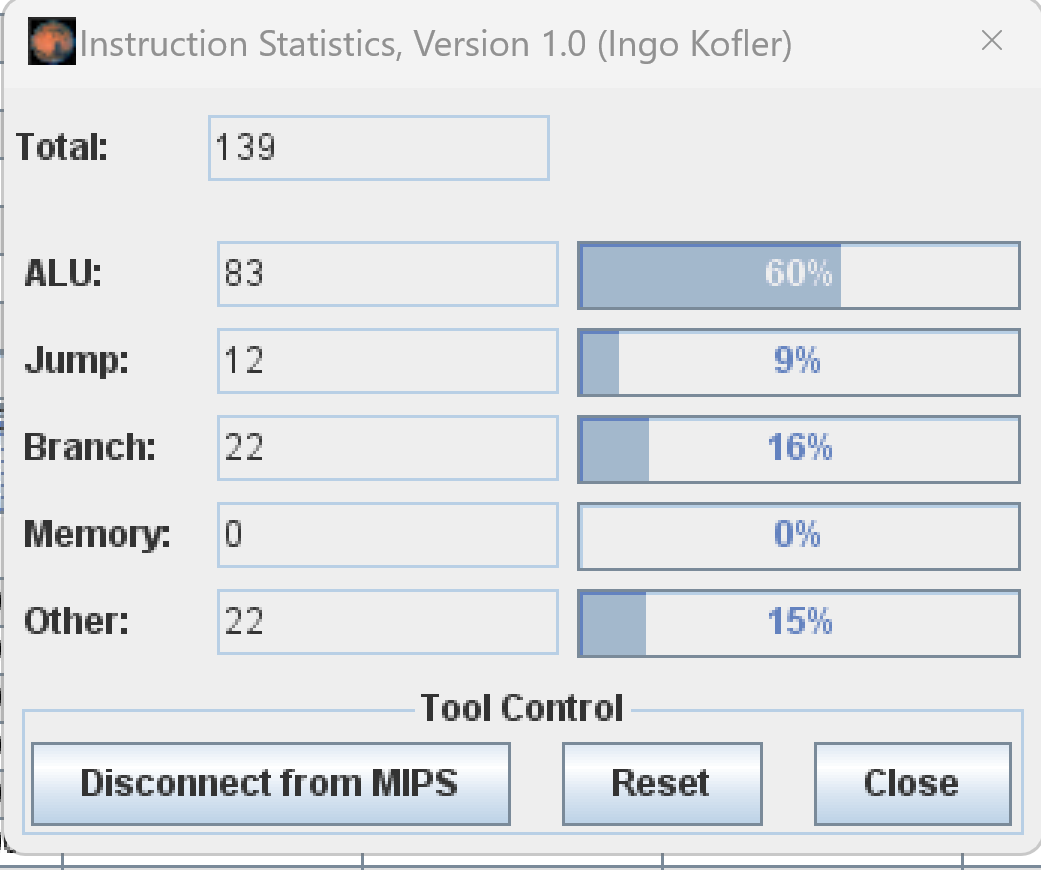 Instruction Statistics, Version 1.0 (Ingo Kofler)
Total: 139
ALU: 83 60%
Jump: 12 9%
Branch: 22 16%
Memory: 0 0%
Other: 22 15%
Tool Control
Disconnect from MIPS Reset Close